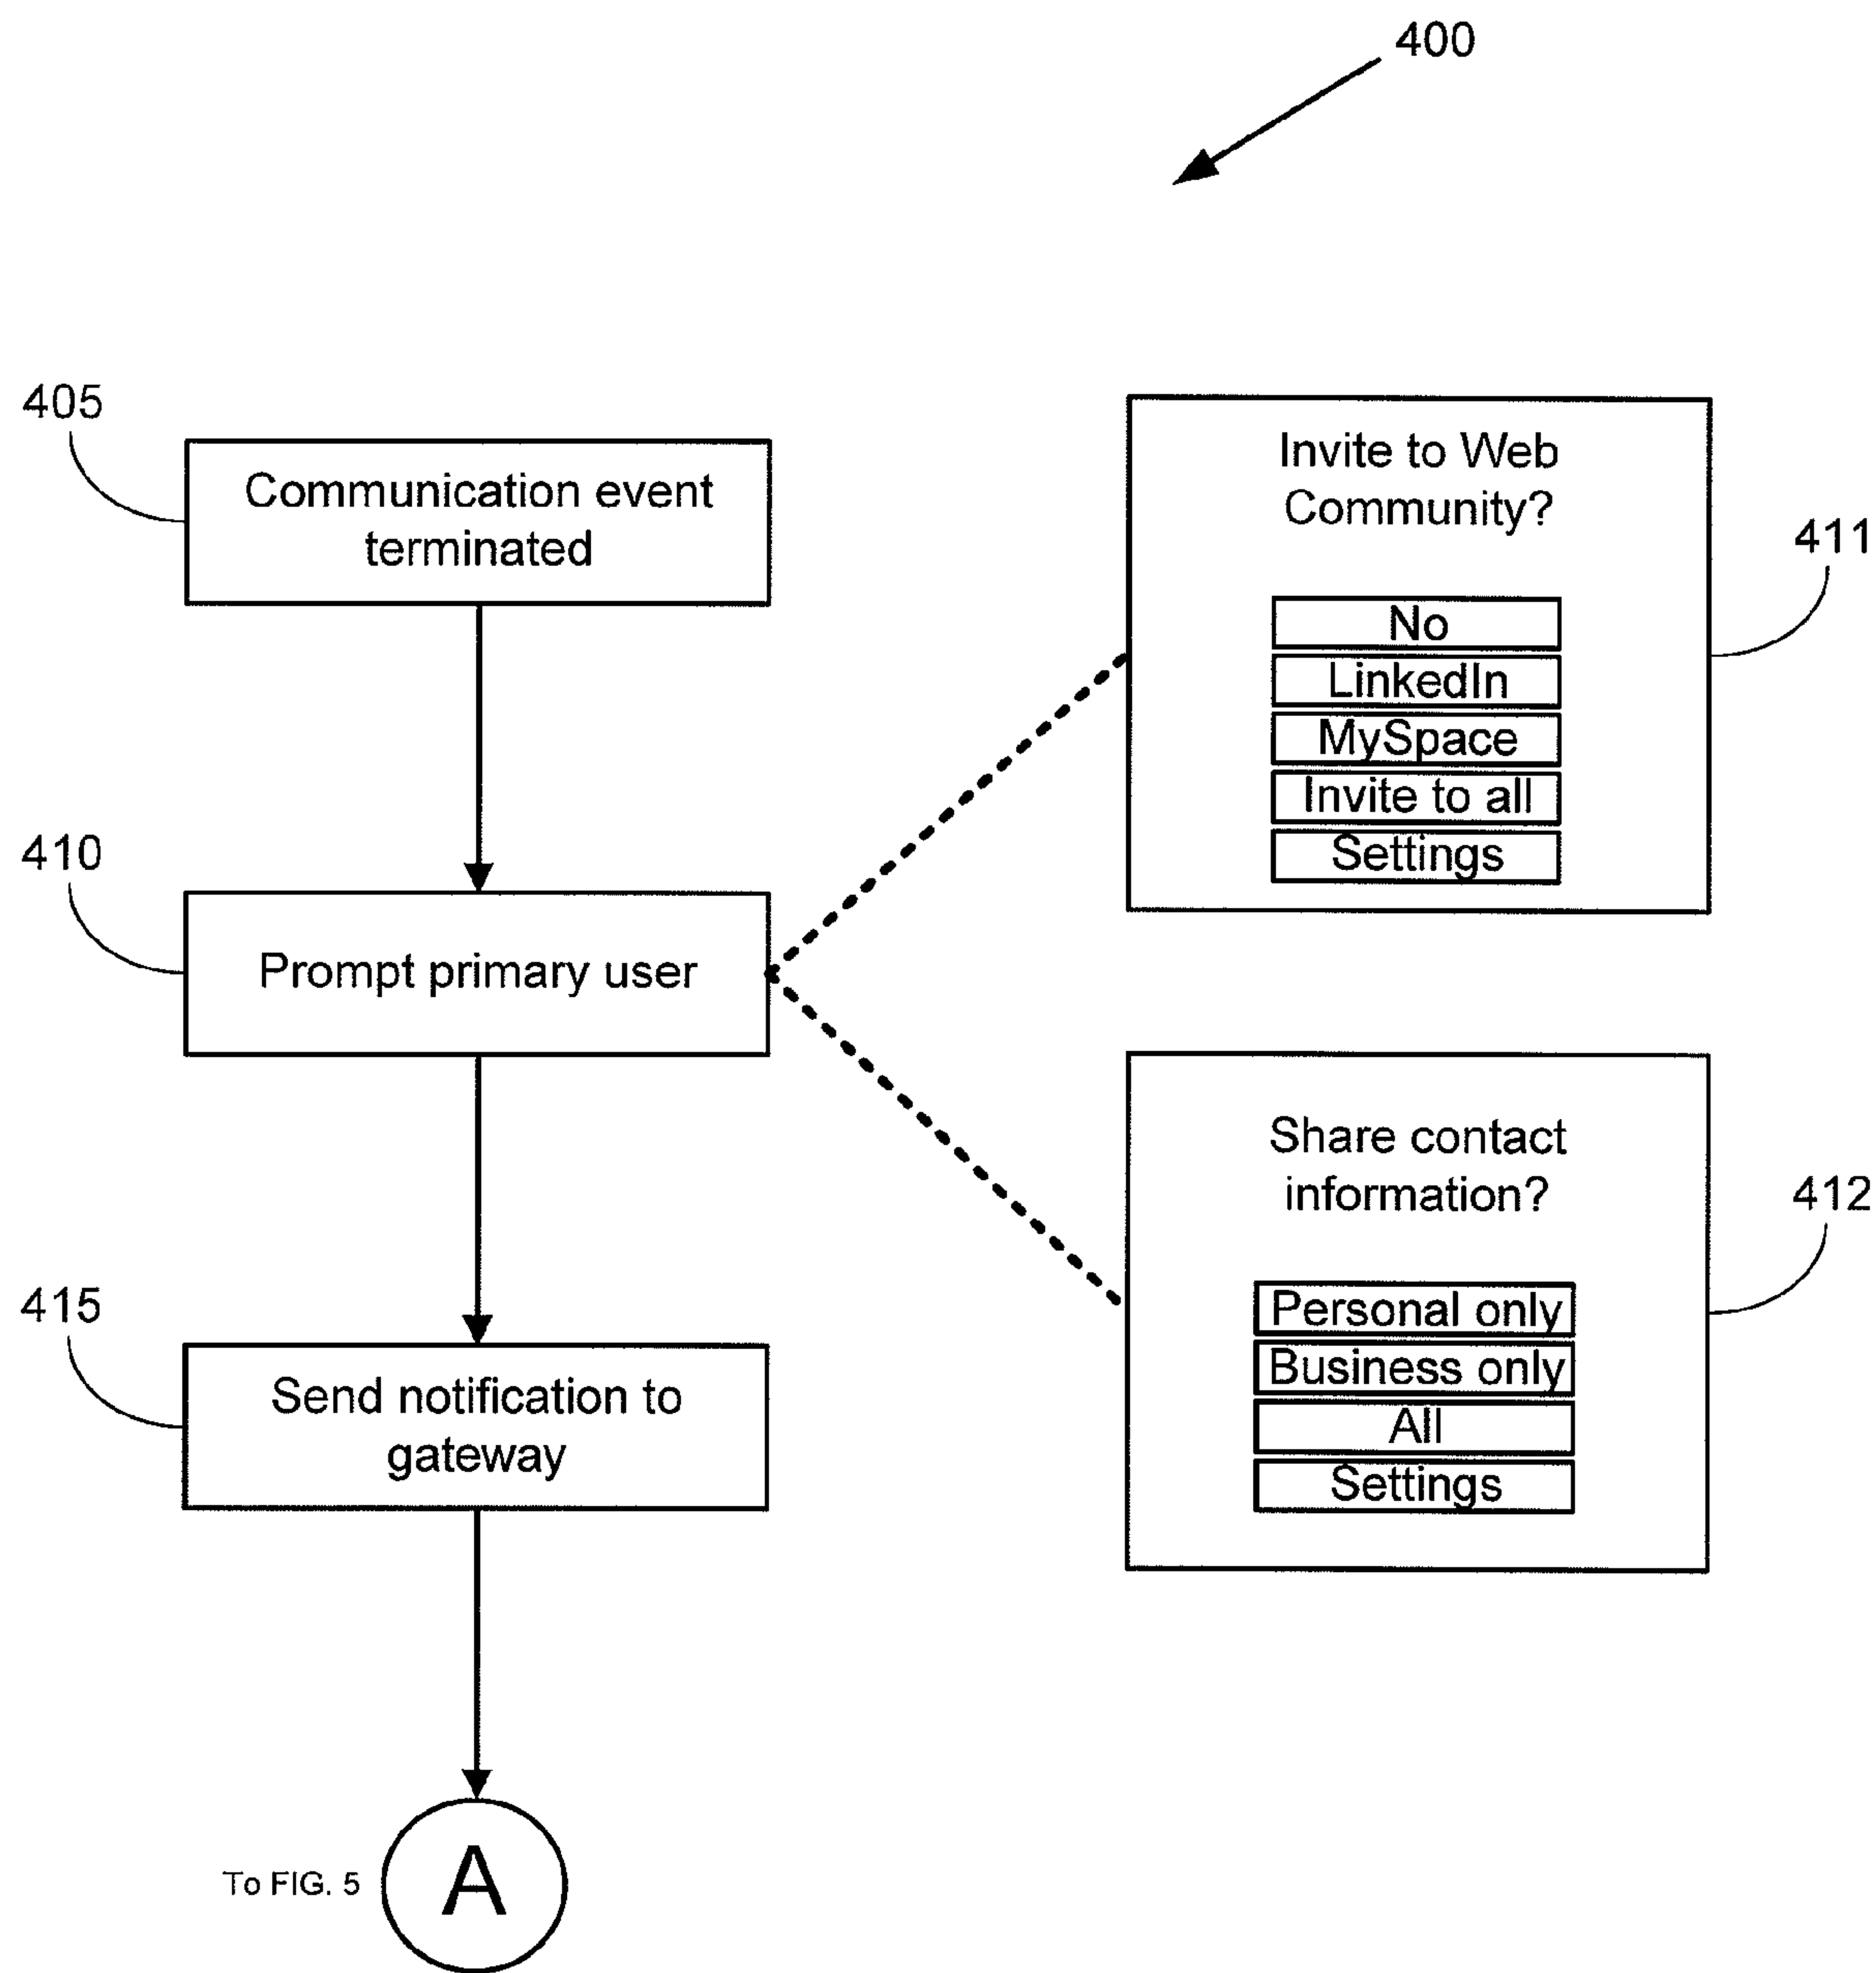 400
405
Communication event
terminated
410
Prompt primary user
415
Send notification to
gateway
To FIG. 5
A
Invite to Web
Community?
No
LinkedIn
MySpace
Invite to all
Settings
411
Share contact
information?
Personal only
Business only
All
Settings
412